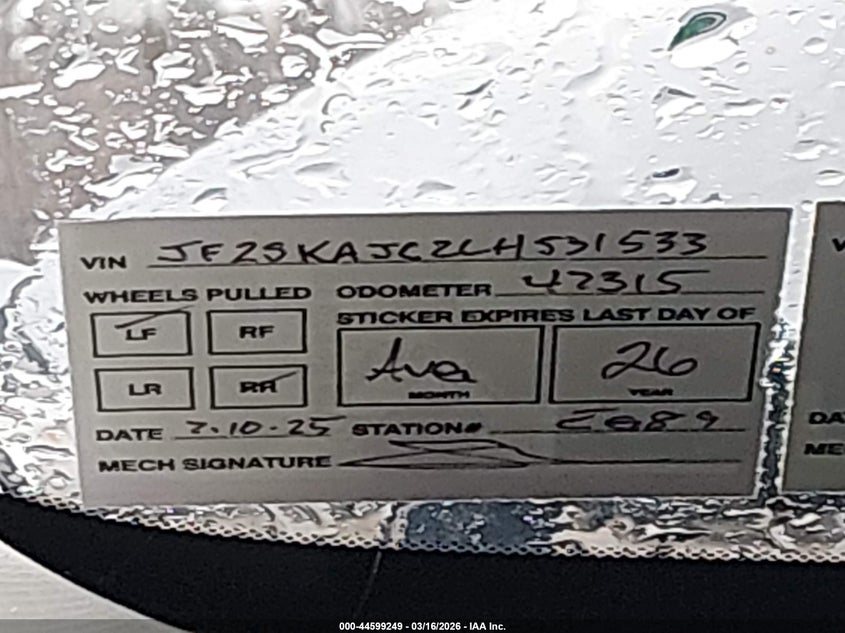 VIN JF2SKAJC2LH531533
WHEELS PULLED ODOMETER 47315
STICKER EXPIRES LAST DAY OF
LF RF
Aug 26
MONTH YEAR
LR RR
DATE 7.10.25 STATION#
MECH SIGNATURE
000-44599249 - 03/16/2026 - IAA Inc.